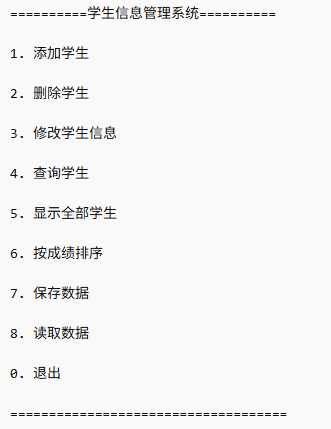 ==========学生信息管理系统==========
1. 添加学生
2. 删除学生
3. 修改学生信息
4. 查询学生
5. 显示全部学生
6. 按成绩排序
7. 保存数据
8. 读取数据
0. 退出
====================================